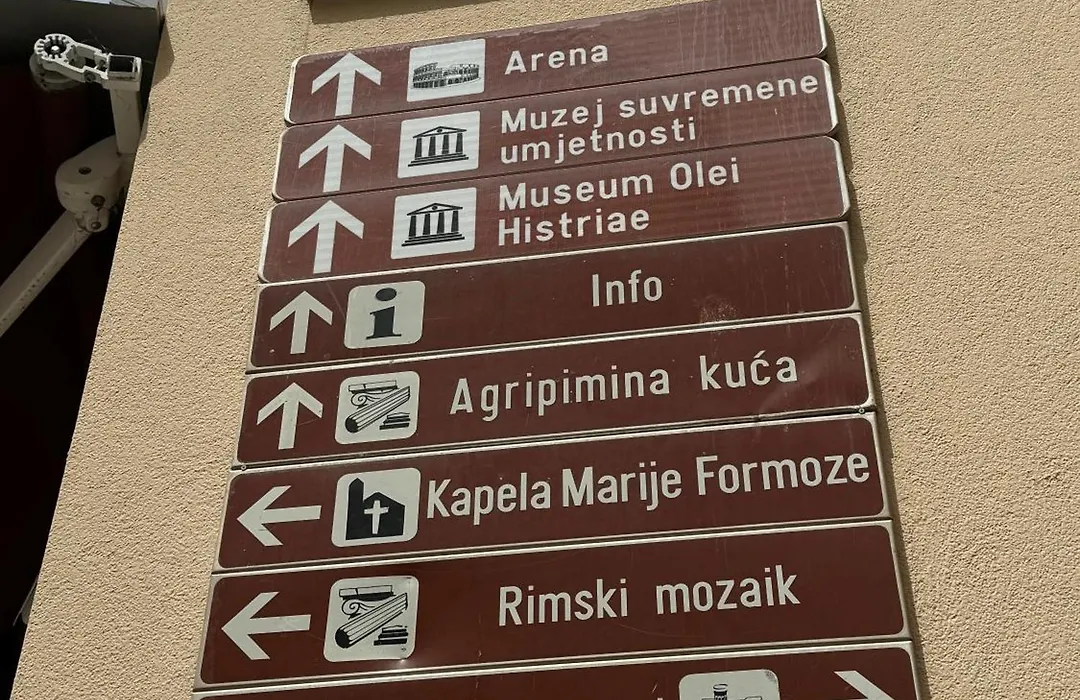 Arena
Muzej suvremene
umjetnosti
Museum Olei
Histriae
Info
Agripimina kuća
Kapela Marije Formoze
Rimski mozaik